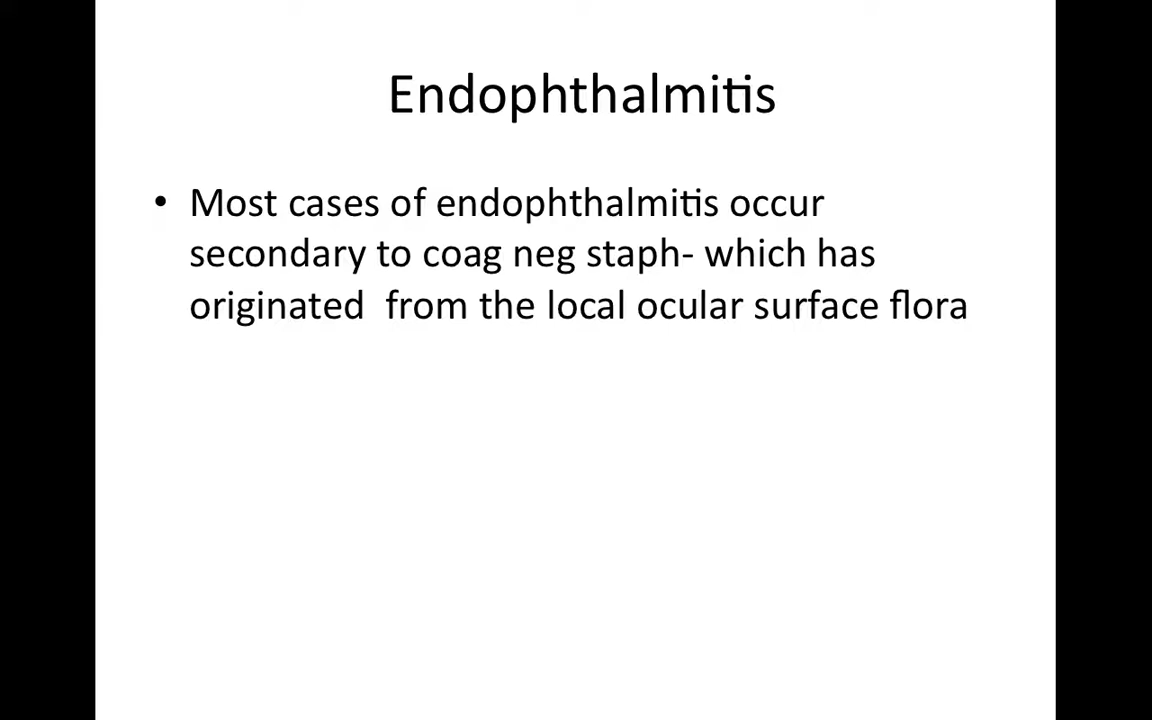 Endophthalmitis
• Most cases of endophthalmitis occur
secondary to coag neg staph- which has
originated  from the local ocular surface flora